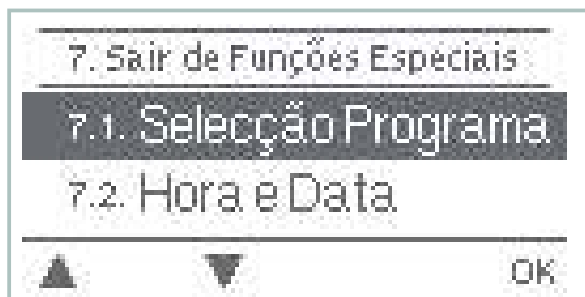 7. Sair de Funções Especiais
7.1. Selecção Programa
7.2. Hora e Data
▲ ▼ OK